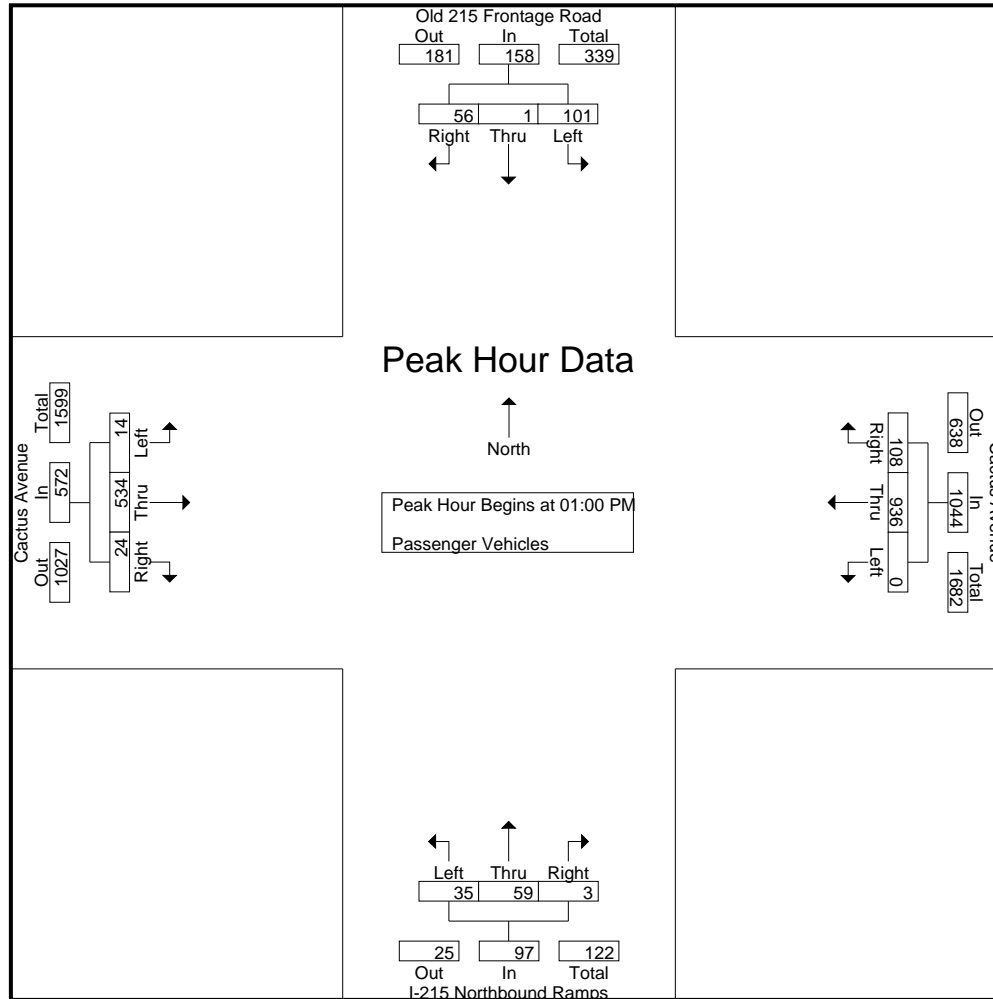 Old 215 Frontage Road
Out In Total
181 158 339
56 1 101
Right Thru Left
Peak Hour Data
North
Peak Hour Begins at 01:00 PM
Passenger Vehicles
Cactus Avenue
Total In Out
1599 572 1027
14 534 24
Left Thru Right
Out In Total
638 1044 1682
108 936 0
Right Thru Left
Left Thru Right
35 59 3
25 97 122
Out In Total
I-215 Northbound Ramps